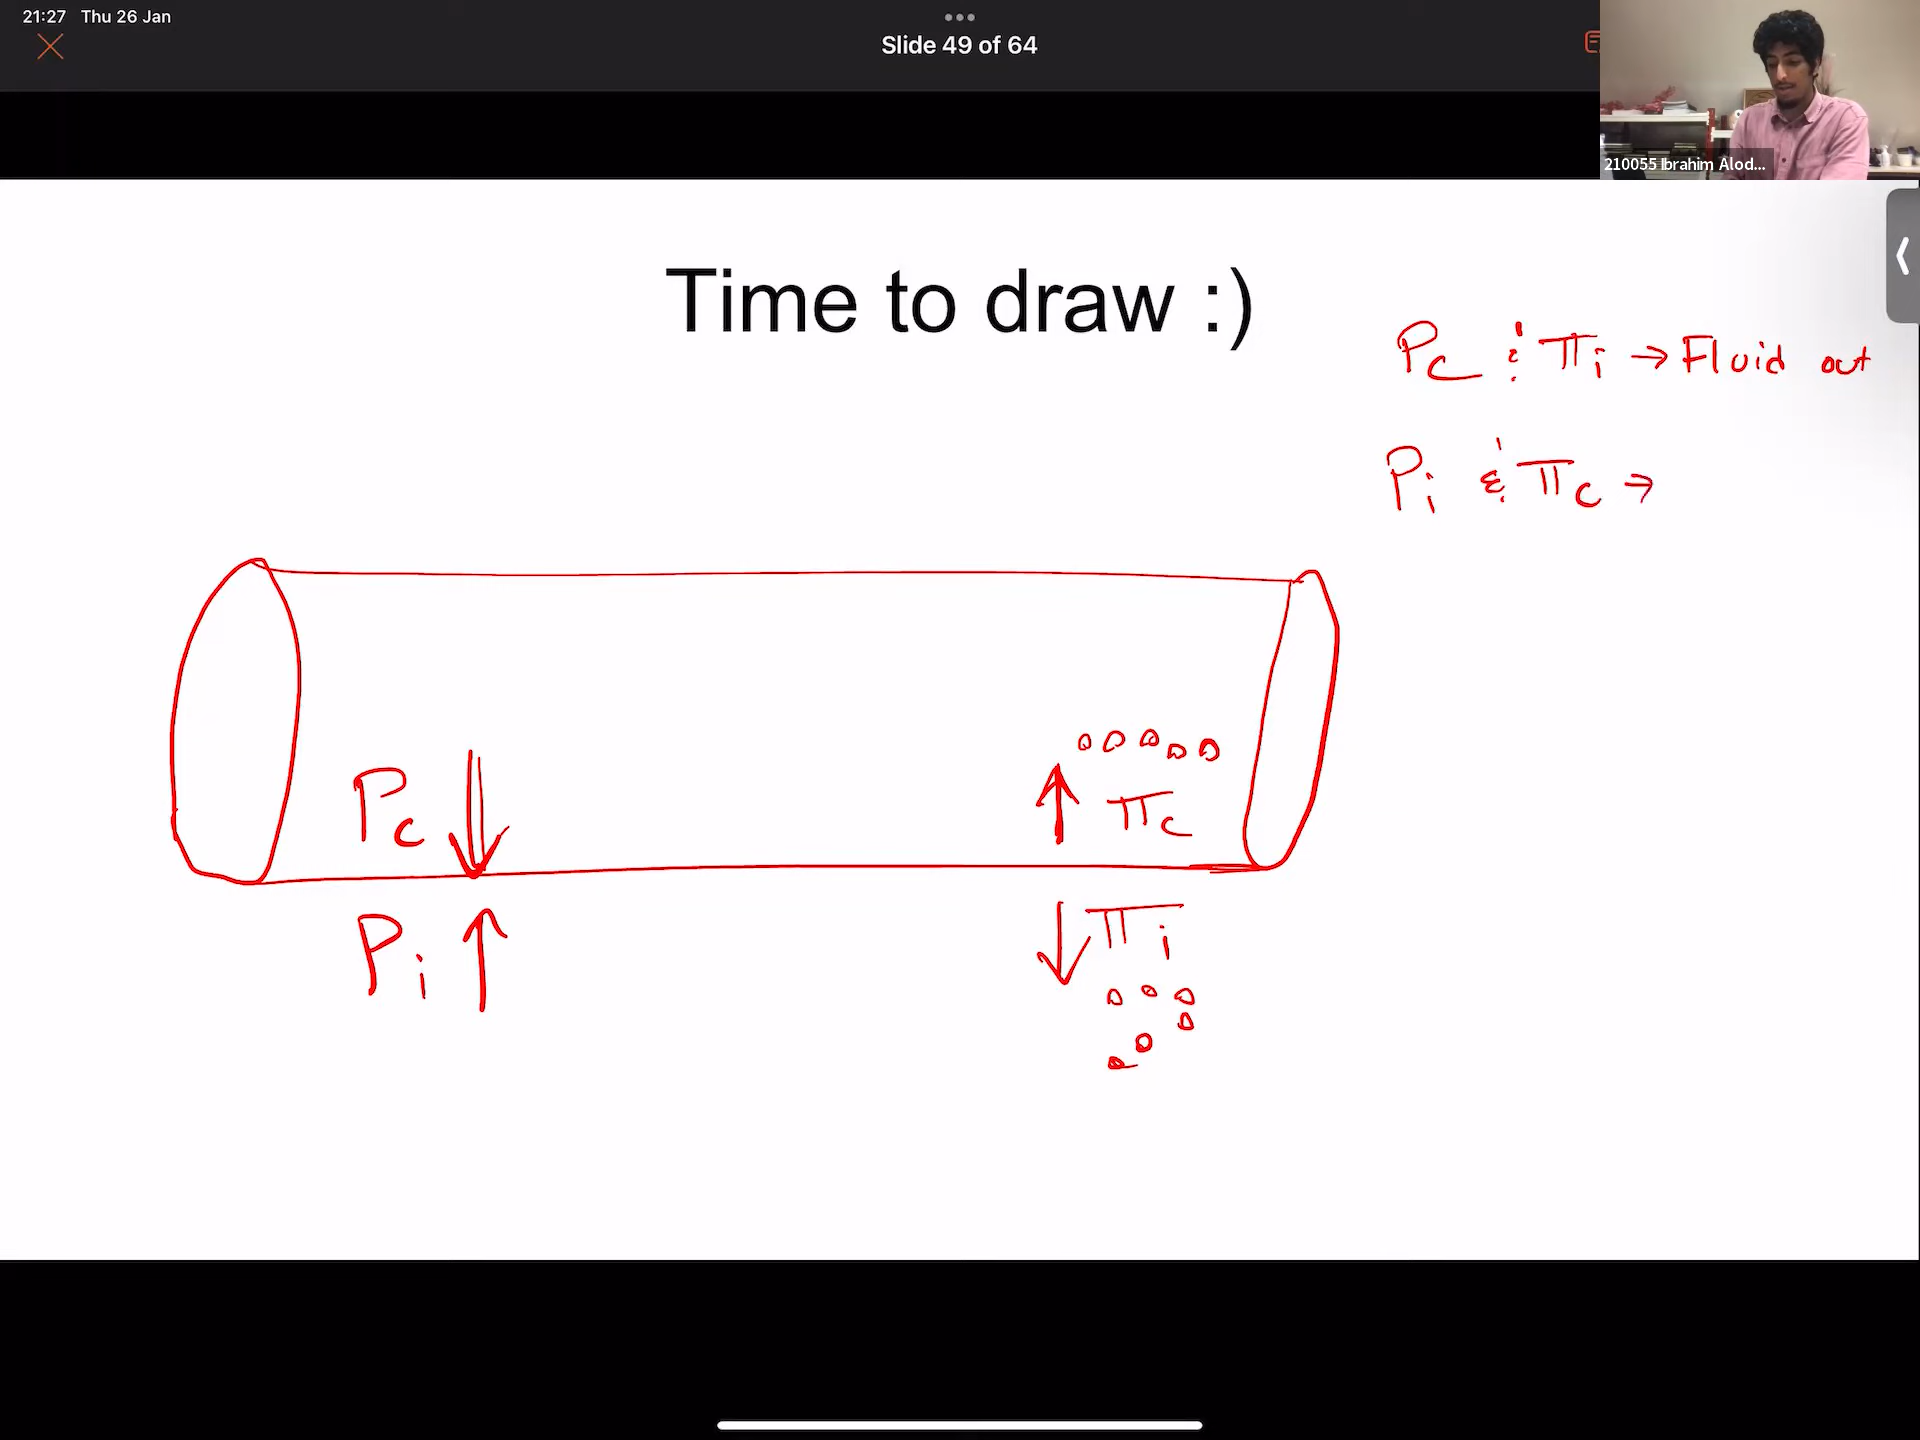 21:27 Thu 26 Jan
Slide 49 of 64
210055 Ibrahim Alod...
Time to draw :)
Pc & πi → Fluid out
Pi & πc →
Pc
πc
Pi
πi